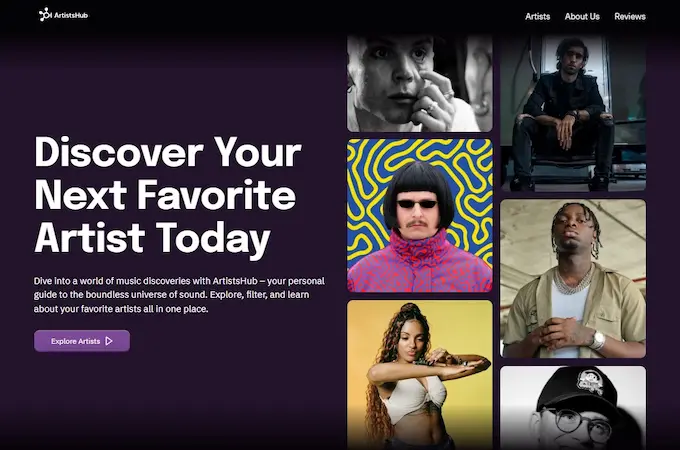 ArtistsHub
Artists
About Us
Reviews
Discover Your
Next Favorite
Artist Today
Dive into a world of music discoveries with ArtistsHub – your personal
guide to the boundless universe of sound. Explore, filter, and learn
about your favorite artists all in one place.
Explore Artists